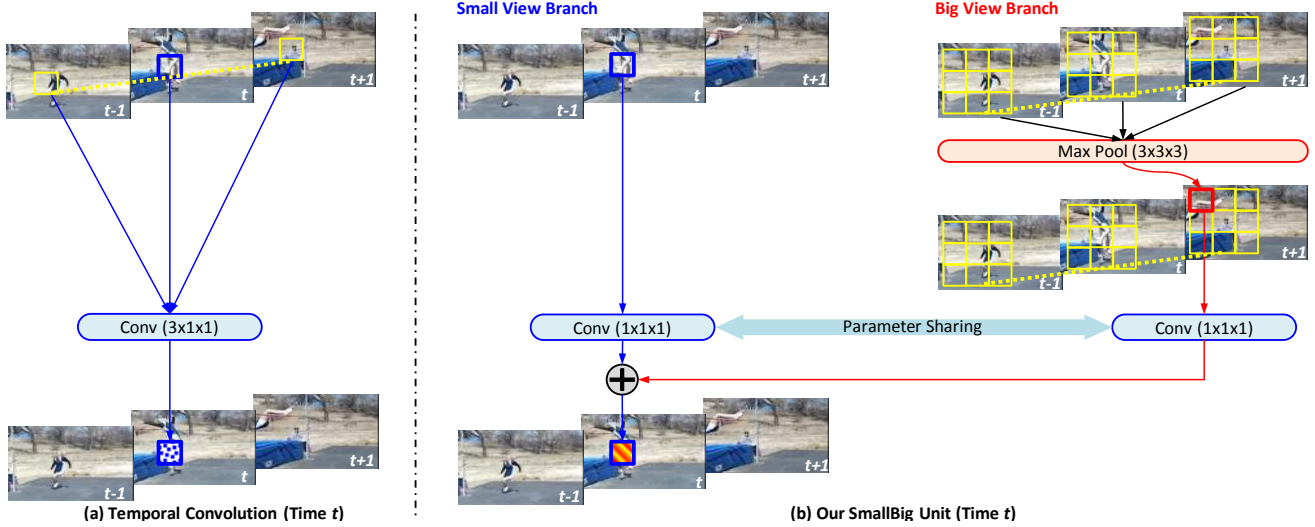 Small View Branch
Big View Branch
t-1
t
t+1
t-1
t
t+1
t-1
t
t+1
Max Pool (3x3x3)
t-1
t
t+1
Conv (3x1x1)
Conv (1x1x1)
Parameter Sharing
Conv (1x1x1)
t-1
t
t+1
t-1
t
t+1
(a) Temporal Convolution (Time t)
(b) Our SmallBig Unit (Time t)